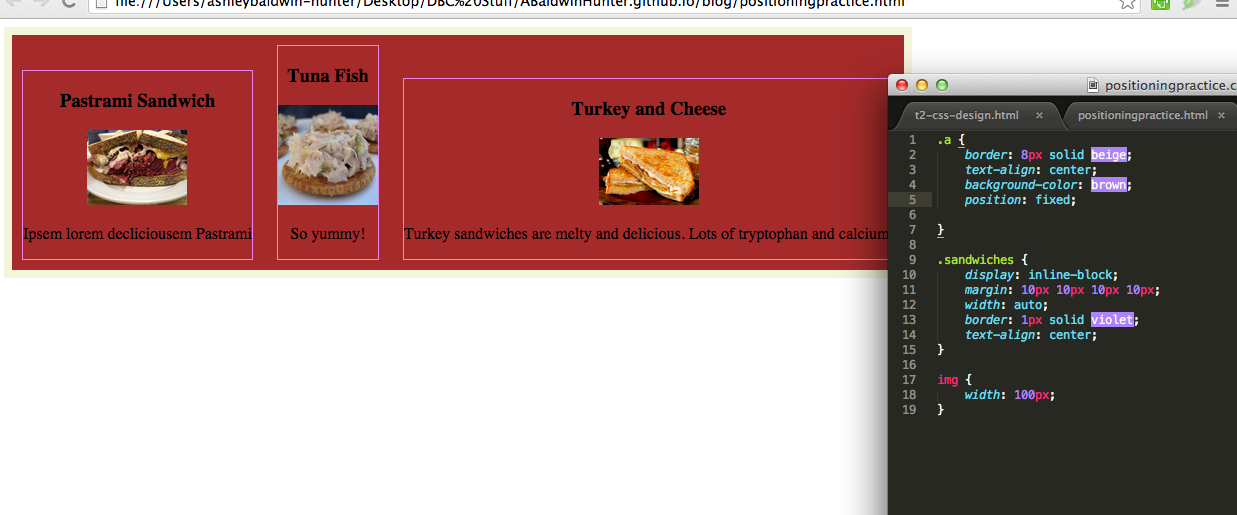 file:///Users/ashleybaldwin-hunter/Desktop/DBC%20Stuff/ABaldwinHunter.github.io/blog/positioningpractice.html
Pastrami Sandwich
Ipsem lorem decliciousem Pastrami
Tuna Fish
So yummy!
Turkey and Cheese
Turkey sandwiches are melty and delicious. Lots of tryptophan and calcium
positioningpractice.c
t2-css-design.html × positioningpractice.html ×
1 .a {
2 border: 8px solid beige;
3 text-align: center;
4 background-color: brown;
5 position: fixed;
6
7 }
8
9 .sandwiches {
10 display: inline-block;
11 margin: 10px 10px 10px 10px;
12 width: auto;
13 border: 1px solid violet;
14 text-align: center;
15 }
16
17 img {
18 width: 100px;
19 }